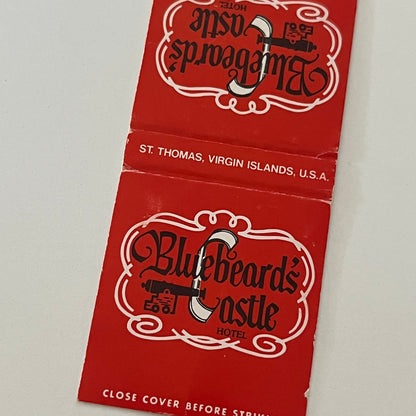 Bluebeard's
Castle
HOTEL
ST. THOMAS, VIRGIN ISLANDS, U.S.A.
Bluebeard's
Castle
HOTEL
CLOSE COVER BEFORE